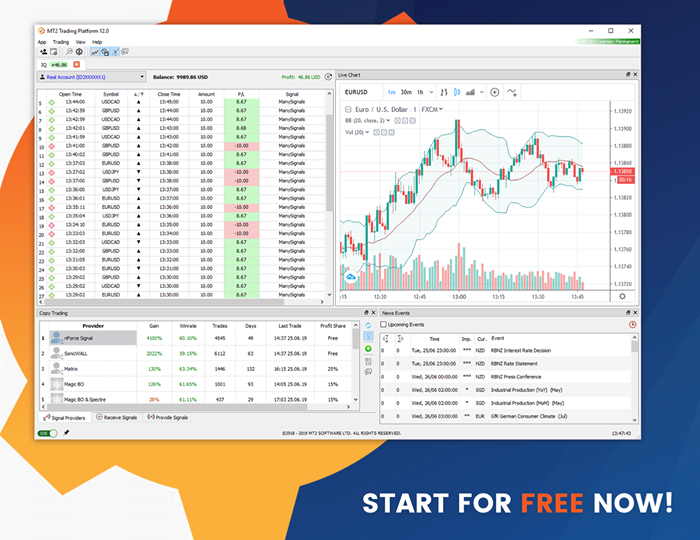 MT2 Trading Platform 12.0
App Trading View Help
License: Permanent
IQ +46.86
Real Account (ID2XXXXXX1) Balance: 9989.86 USD Profit: 46.86 USD
Open Time Close Time Amount P/L Signal
5 13:44:00 USDCAD ▲ 13:45:00 10.00 8.67 ManySignals
6 13:42:59 GBPUSD ▲ 13:44:00 10.00 8.67 ManySignals
7 13:42:59 USDCAD ▲ 13:44:00 10.00 8.67 ManySignals
8 13:42:01 GBPUSD ▲ 13:43:00 10.00 8.68 ManySignals
9 13:41:59 USDCAD ▲ 13:43:00 10.00 8.67 ManySignals
10 13:41:00 GBPUSD ▲ 13:42:00 10.00 -10.00 ManySignals
11 13:40:02 GBPUSD ▲ 13:41:00 10.00 8.67 ManySignals
12 13:37:03 EURUSD ▲ 13:38:00 10.00 8.67 ManySignals
13 13:37:02 USDJPY ▼ 13:38:00 10.00 -10.00 ManySignals
14 13:37:00 GBPUSD ▲ 13:38:00 10.00 -10.00 ManySignals
15 13:36:00 USDJPY ▼ 13:37:00 10.00 8.67 ManySignals
16 13:36:01 EURUSD ▲ 13:37:00 10.00 8.67 ManySignals
17 13:35:11 EURUSD ▲ 13:36:00 10.00 -10.00 ManySignals
18 13:35:04 USDJPY ▲ 13:36:00 10.00 8.67 ManySignals
19 13:34:10 EURUSD ▲ 13:35:00 10.00 -10.00 ManySignals
20 13:33:03 EURUSD ▲ 13:34:00 10.00 -10.00 ManySignals
21 13:32:03 USDCAD ▼ 13:33:00 10.00 8.67 ManySignals
22 13:32:00 GBPUSD ▲ 13:33:00 10.00 8.67 ManySignals
23 13:31:05 EURUSD ▲ 13:32:00 10.00 8.67 ManySignals
24 13:30:03 EURUSD ▲ 13:31:00 10.00 8.67 ManySignals
25 13:29:03 EURUSD ▲ 13:30:00 10.00 8.67 ManySignals
26 13:29:02 GBPUSD ▲ 13:30:00 10.00 8.67 ManySignals
27 13:29:02 USDCAD 13:30:00 10.00 8.67 ManySignals
Live Chart
EURUSD 1m 30m 1h
Euro / U.S. Dollar · 1 · FXCM
BB (20, close, 2)
Vol (20)
1.13920
1.13900
1.13880
1.13860
1.13850
00:16
1.13830
1.13810
1.13790
1.13760
1.13740
1.13720
:15 12:30 12:45 13:00 13:15 13:30 13:45
Copy Trading
Provider Gain Winrate Trades Days Last Trade Profit Share
1 nForce Signal 4100% 60.10% 4545 49 14:37 25.06.19 Free
2 SonicWALL 2022% 59.15% 6112 63 14:37 25.06.19 Free
3 Matrix 130% 63.34% 1446 132 16:15 25.06.19 25%
4 Magic BO 126% 61.65% 1001 93 14:05 25.06.19 15%
5 Magic BO & Spectre 28% 61.11% 437 29 17:03 25.06.19 15%
Signal Providers Receive Signals Provide Signals
News Events
Upcoming Events
Time Imp. Cur. Event
0 0 Tue, 25/06 23:00:00 *** NZD RBNZ Interest Rate Decision
0 0 Tue, 25/06 23:00:00 *** NZD RBNZ Rate Statement
0 0 Wed, 26/06 00:00:00 *** NZD RBNZ Press Conference
0 0 Wed, 26/06 02:00:00 * SGD Industrial Production (YoY) (May)
0 0 Wed, 26/06 02:00:00 * SGD Industrial Production (MoM) (May)
0 0 Wed, 26/06 03:00:00 ** EUR GfK German Consumer Climate (Jul)
ON ©2018 - 2019 MT2 SOFTWARE LTD. ALL RIGHTS RESERVED. 13:47:43
START FOR FREE NOW!